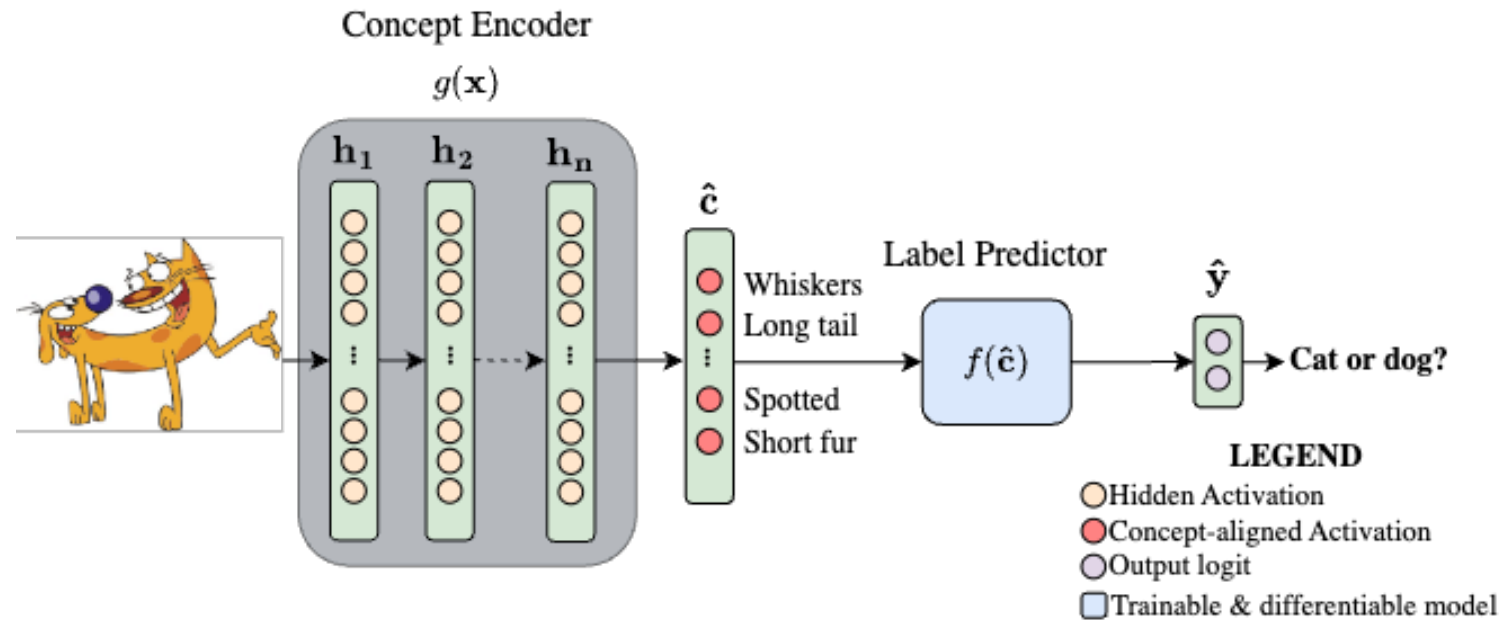 Concept Encoder
g(x)
h₁ h₂ hₙ
ĉ
Whiskers
Long tail
⋮
Spotted
Short fur
Label Predictor
f(ĉ)
ŷ
Cat or dog?
LEGEND
Hidden Activation
Concept-aligned Activation
Output logit
Trainable & differentiable model